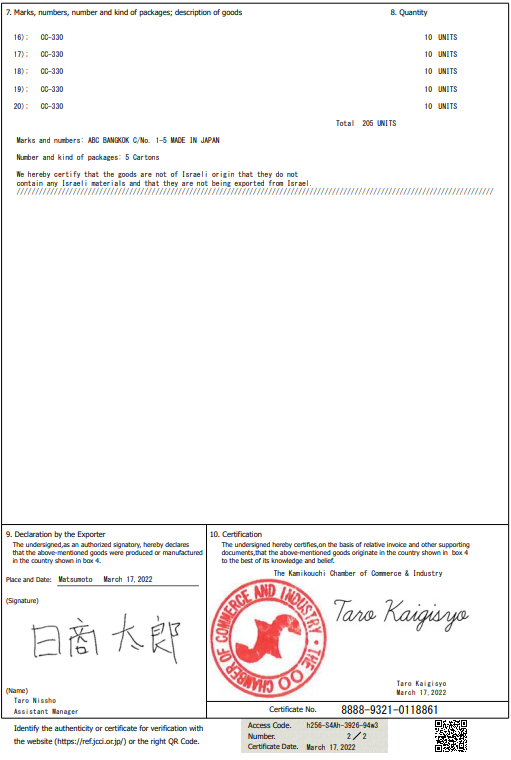 7. Marks, numbers, number and kind of packages; description of goods
8. Quantity
16): CC-330 10 UNITS
17): CC-330 10 UNITS
18): CC-330 10 UNITS
19): CC-330 10 UNITS
20): CC-330 10 UNITS
Total 205 UNITS
Marks and numbers: ABC BANGKOK C/No. 1-5 MADE IN JAPAN
Number and kind of packages: 5 Cartons
We hereby certify that the goods are not of Israeli origin that they do not
contain any Israeli materials and that they are not being exported from Israel.
////////////////////////////////////////////////////////////////////////////////////////////////////////////////////////
9. Declaration by the Exporter
The undersigned,as an authorized signatory, hereby declares
that the above-mentioned goods were produced or manufactured
in the country shown in box 4.
Place and Date: Matsumoto March 17,2022
(Signature)
日商 太郎
(Name)
Taro Nissho
Assistant Manager
10. Certification
The undersigned hereby certifies,on the basis of relative invoice and other supporting
documents,that the above-mentioned goods originate in the country shown in box 4
to the best of its knowledge and belief.
The Kamikouchi Chamber of Commerce & Industry
THE OO CHAMBER OF COMMERCE AND INDUSTRY
Taro Kaigisyo
Taro Kaigisyo
March 17,2022
Certificate No. 8888-9321-0118861
Identify the authenticity or certificate for verification with
the website (https://ref.jcci.or.jp/) or the right QR Code.
Access Code. h256-S4Ah-3926-94w3
Number. 2/2
Certificate Date. March 17,2022